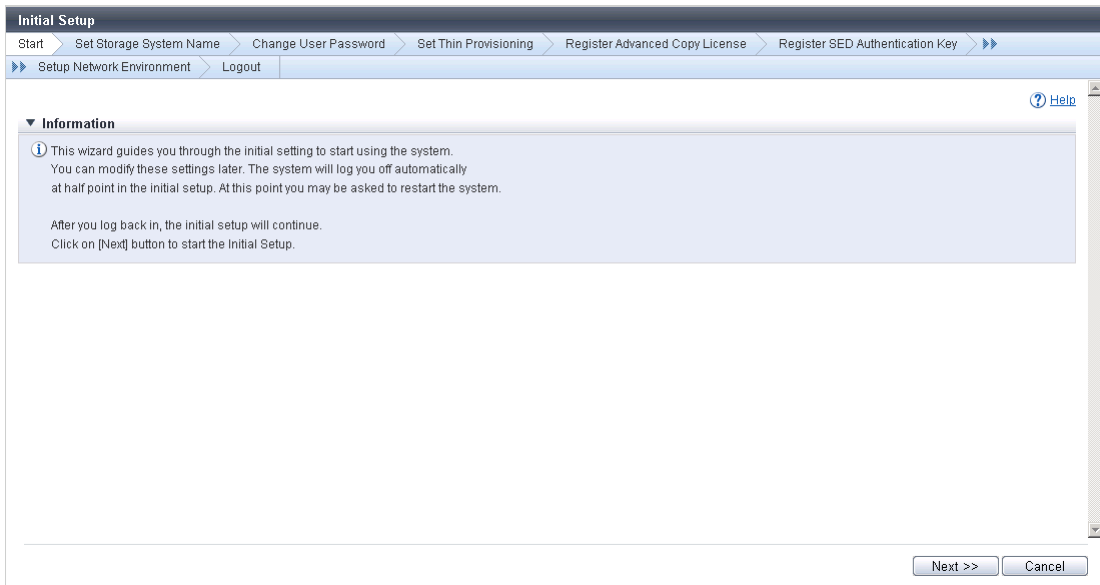 Initial Setup
Start Set Storage System Name Change User Password Set Thin Provisioning Register Advanced Copy License Register SED Authentication Key
Setup Network Environment Logout
? Help
▼ Information
i This wizard guides you through the initial setting to start using the system.
You can modify these settings later. The system will log you off automatically
at half point in the initial setup. At this point you may be asked to restart the system.
After you log back in, the initial setup will continue.
Click on [Next] button to start the Initial Setup.
Next >> Cancel